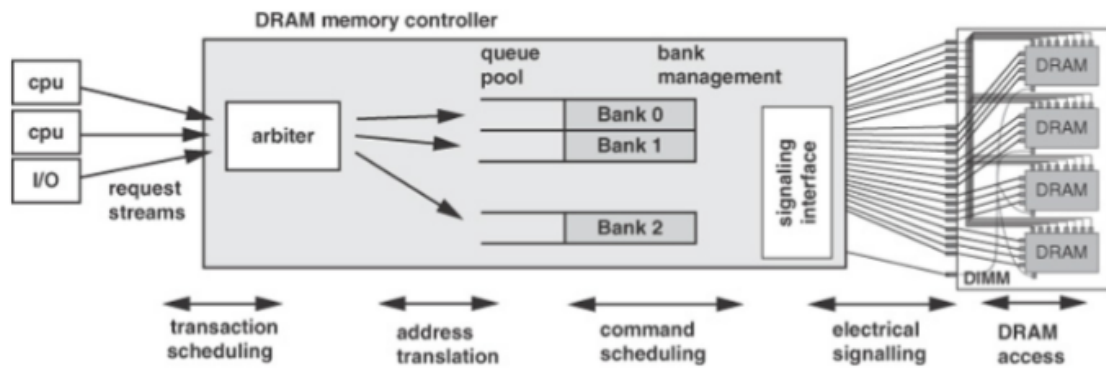 DRAM memory controller
cpu
cpu
I/O
request
streams
arbiter
queue
pool
bank
management
Bank 0
Bank 1
Bank 2
signaling
interface
DRAM
DRAM
DRAM
DRAM
DIMM
transaction
scheduling
address
translation
command
scheduling
electrical
signalling
DRAM
access